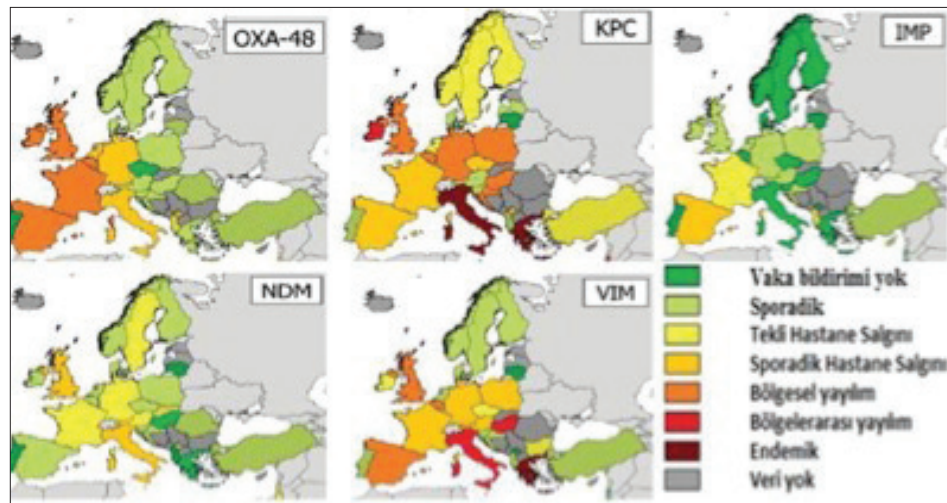 OXA-48
KPC
IMP
NDM
VIM
Vaka bildirimi yok
Sporadik
Tekli Hastane Salgını
Sporadik Hastane Salgını
Bölgesel yayılım
Bölgelerarası yayılım
Endemik
Veri yok